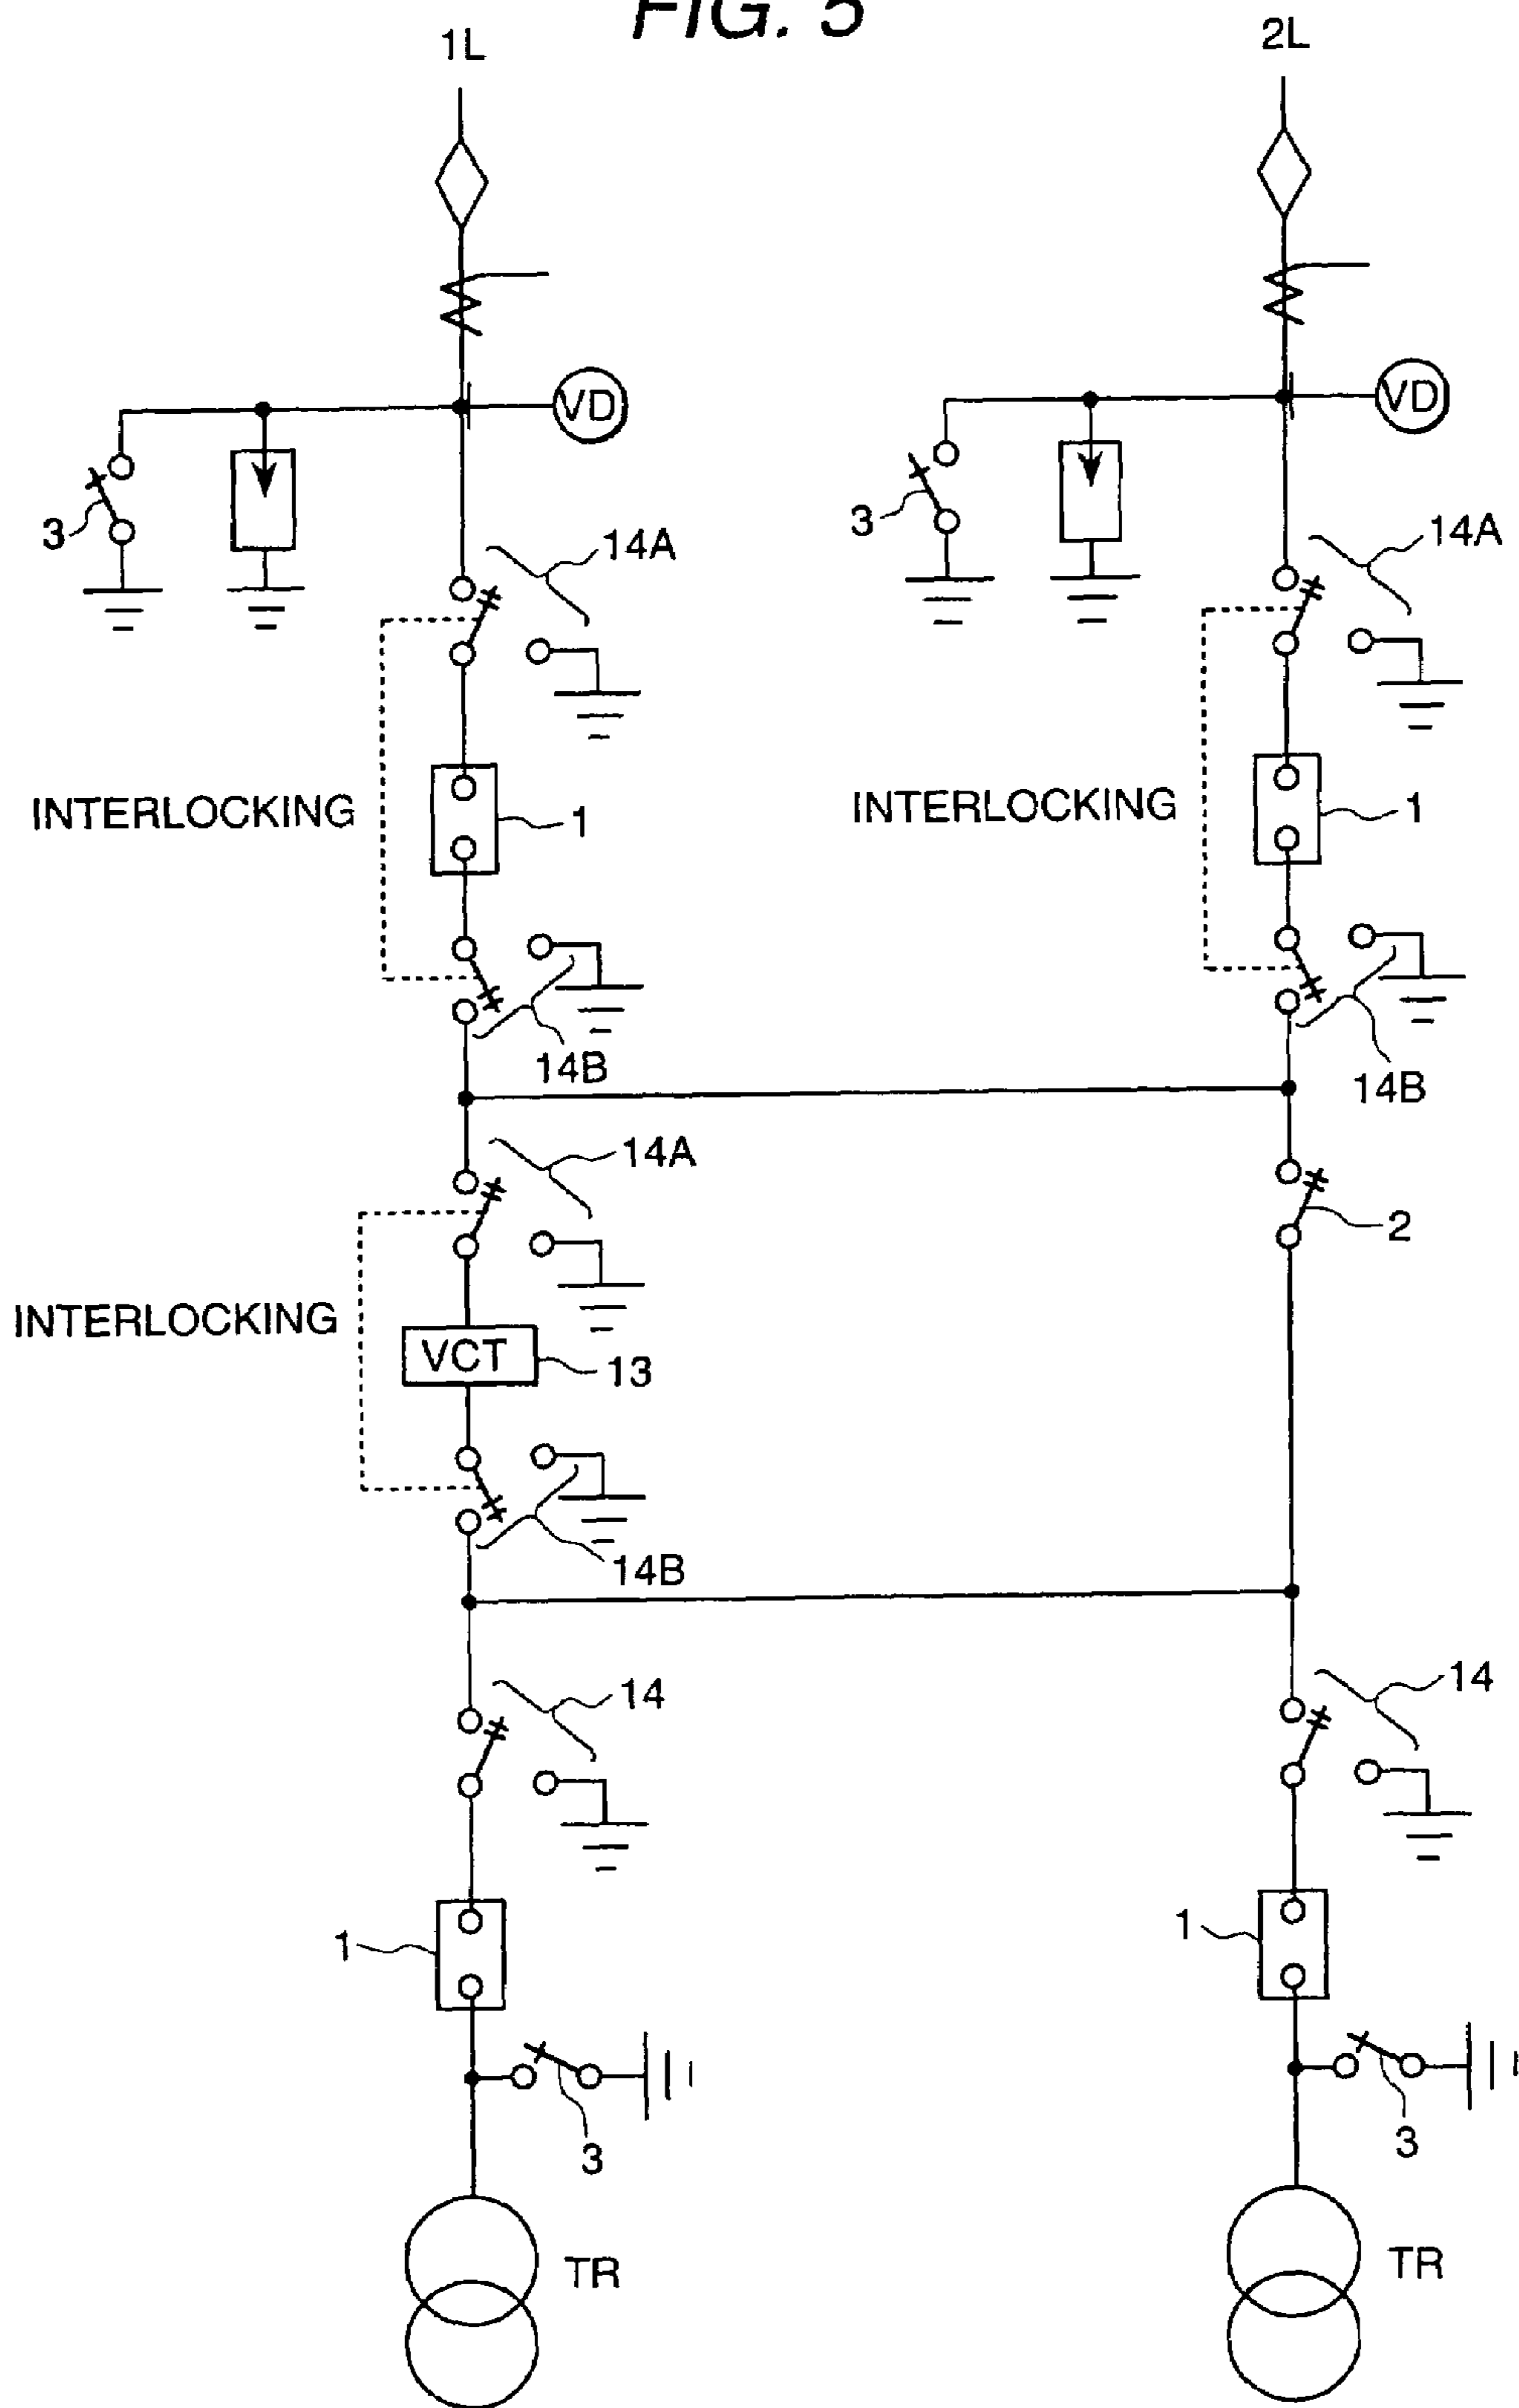 FIG. 5
1L
2L
VD
VD
3
3
14A
14A
INTERLOCKING
1
INTERLOCKING
1
14B
14B
14A
2
INTERLOCKING
VCT
13
14B
14
14
1
1
3
3
TR
TR